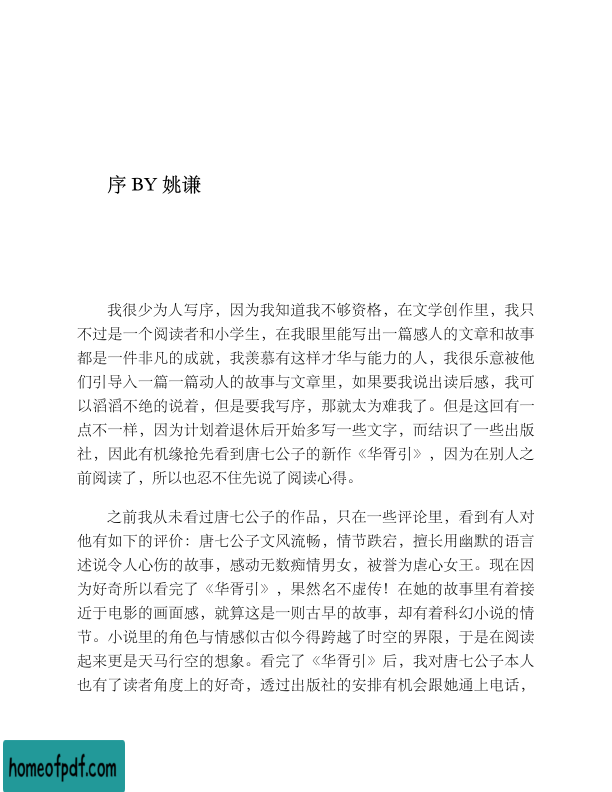 序 BY 姚谦
我很少为人写序，因为我知道我不够资格，在文学创作里，我只
不过是一个阅读者和小学生，在我眼里能写出一篇感人的文章和故事
都是一件非凡的成就，我羡慕有这样才华与能力的人，我很乐意被他
们引导入一篇一篇动人的故事与文章里，如果要我说出读后感，我可
以滔滔不绝的说着，但是要我写序，那就太为难我了。但是这回有一
点不一样，因为计划着退休后开始多写一些文字，而结识了一些出版
社，因此有机缘抢先看到唐七公子的新作《华胥引》，因为在别人之
前阅读了，所以也忍不住先说了阅读心得。
之前我从未看过唐七公子的作品，只在一些评论里，看到有人对
他有如下的评价：唐七公子文风流畅，情节跌宕，擅长用幽默的语言
述说令人心伤的故事，感动无数痴情男女，被誉为虐心女王。现在因
为好奇所以看完了《华胥引》，果然名不虚传！在她的故事里有着接
近于电影的画面感，就算这是一则古早的故事，却有着科幻小说的情
节。小说里的角色与情感似古似今得跨越了时空的界限，于是在阅读
起来更是天马行空的想象。看完了《华胥引》后，我对唐七公子本人
也有了读者角度上的好奇，透过出版社的安排有机会跟她通上电话，
homeofpdf.com